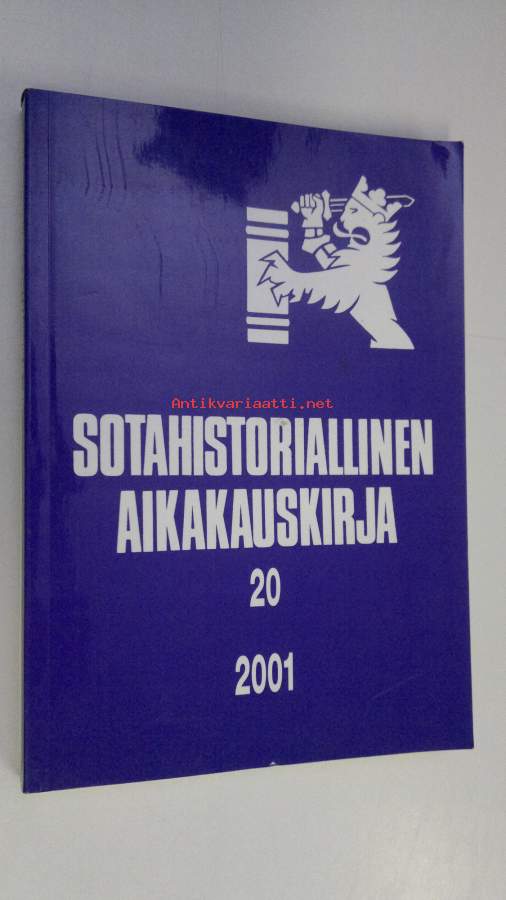 Antikvariaatti.net
SOTAHISTORIALLINEN
AIKAKAUSKIRJA
20
2001